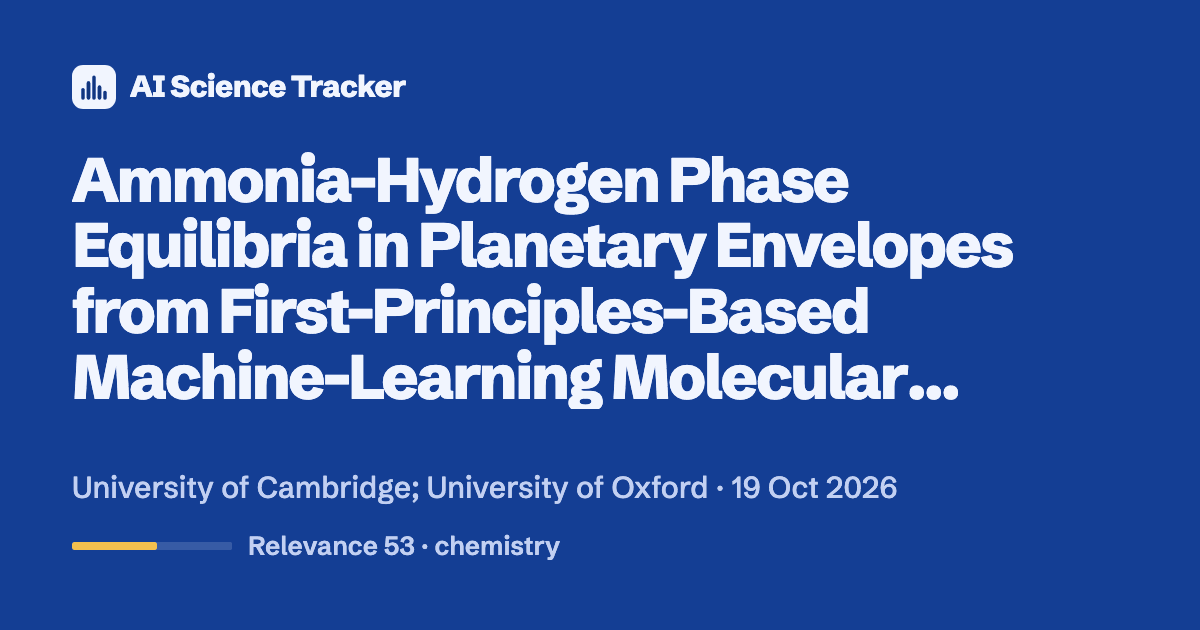 AI Science Tracker
Ammonia-Hydrogen Phase
Equilibria in Planetary Envelopes
from First-Principles-Based
Machine-Learning Molecular...
University of Cambridge; University of Oxford · 19 Oct 2026
Relevance 53 · chemistry